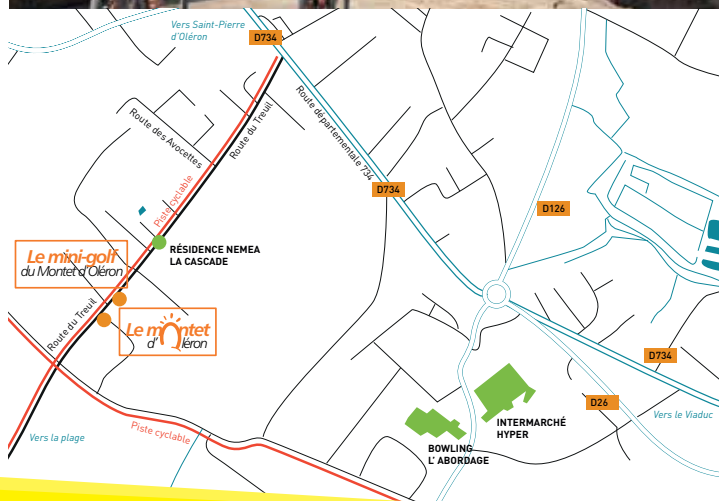 Vers Saint-Pierre
d'Oléron
D734
Route des Avocettes
Route du Treuil
Route départementale 734
Piste cyclable
D734
D126
RÉSIDENCE NEMEA
LA CASCADE
Le mini-golf
du Montet d'Oléron
Route du Treuil
Le montet
d'Oléron
D734
D26
Vers le Viaduc
INTERMARCHÉ
HYPER
BOWLING
L' ABORDAGE
Vers la plage
Piste cyclable